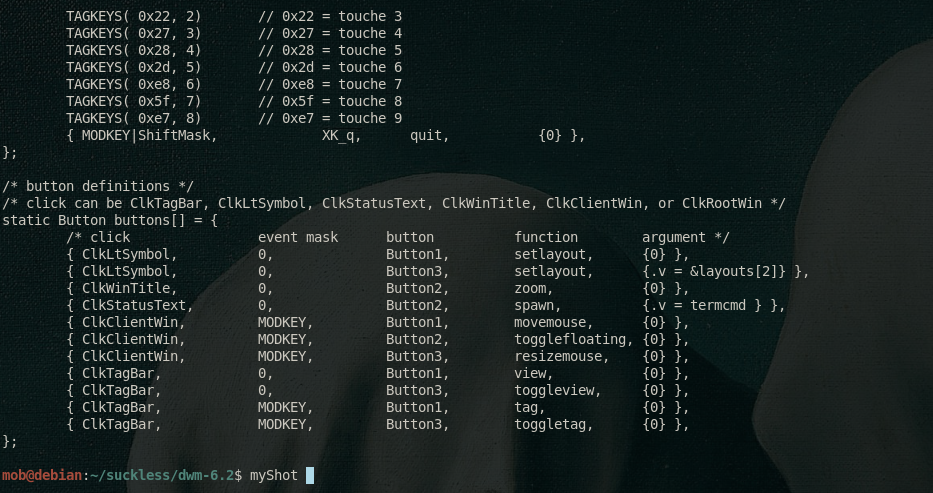 TAGKEYS( 0x22, 2)       // 0x22 = touche 3
TAGKEYS( 0x27, 3)       // 0x27 = touche 4
TAGKEYS( 0x28, 4)       // 0x28 = touche 5
TAGKEYS( 0x2d, 5)       // 0x2d = touche 6
TAGKEYS( 0xe8, 6)       // 0xe8 = touche 7
TAGKEYS( 0x5f, 7)       // 0x5f = touche 8
TAGKEYS( 0xe7, 8)       // 0xe7 = touche 9
{ MODKEY|ShiftMask,             XK_q,      quit,           {0} },
};
/* button definitions */
/* click can be ClkTagBar, ClkLtSymbol, ClkStatusText, ClkWinTitle, ClkClientWin, or ClkRootWin */
static Button buttons[] = {
/* click                event mask      button          function        argument */
{ ClkLtSymbol,          0,              Button1,        setlayout,      {0} },
{ ClkLtSymbol,          0,              Button3,        setlayout,      {.v = &layouts[2]} },
{ ClkWinTitle,          0,              Button2,        zoom,           {0} },
{ ClkStatusText,        0,              Button2,        spawn,          {.v = termcmd } },
{ ClkClientWin,         MODKEY,         Button1,        movemouse,      {0} },
{ ClkClientWin,         MODKEY,         Button2,        togglefloating, {0} },
{ ClkClientWin,         MODKEY,         Button3,        resizemouse,    {0} },
{ ClkTagBar,            0,              Button1,        view,           {0} },
{ ClkTagBar,            0,              Button3,        toggleview,     {0} },
{ ClkTagBar,            MODKEY,         Button1,        tag,            {0} },
{ ClkTagBar,            MODKEY,         Button3,        toggletag,      {0} },
};
mob@debian:~/suckless/dwm-6.2$ myShot